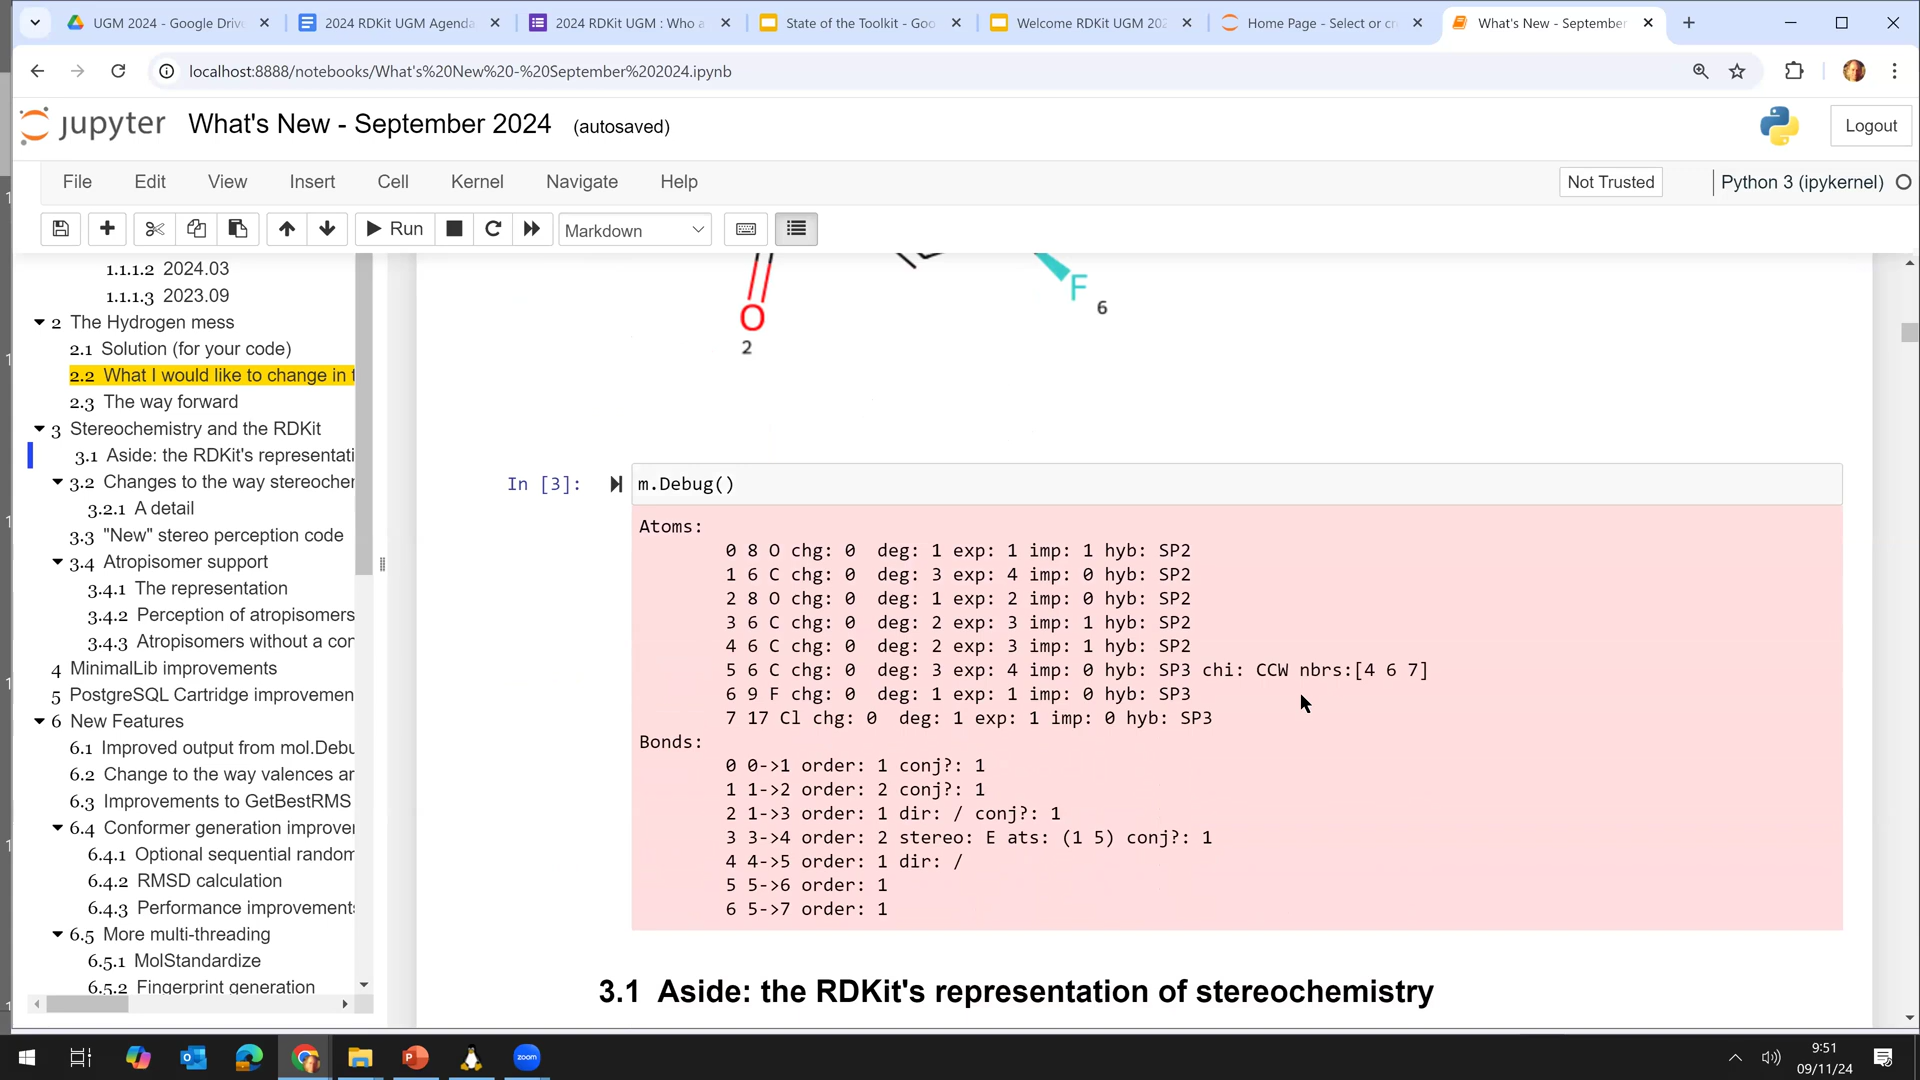 UGM 2024 - Google Driv
2024 RDKit UGM Agenda
2024 RDKit UGM : Who a
State of the Toolkit - Goo
Welcome RDKit UGM 202
Home Page - Select or cr
What's New - September
localhost:8888/notebooks/What's%20New%20-%20September%202024.ipynb
jupyter What's New - September 2024 (autosaved)
Logout
File Edit View Insert Cell Kernel Navigate Help
Not Trusted
Python 3 (ipykernel)
Run
Markdown
1.1.1.2 2024.03
1.1.1.3 2023.09
2 The Hydrogen mess
2.1 Solution (for your code)
2.2 What I would like to change in t
2.3 The way forward
3 Stereochemistry and the RDKit
3.1 Aside: the RDKit's representati
3.2 Changes to the way stereocher
3.2.1 A detail
3.3 "New" stereo perception code
3.4 Atropisomer support
3.4.1 The representation
3.4.2 Perception of atropisomers
3.4.3 Atropisomers without a con
4 MinimalLib improvements
5 PostgreSQL Cartridge improvemen
6 New Features
6.1 Improved output from mol.Debu
6.2 Change to the way valences ar
6.3 Improvements to GetBestRMS
6.4 Conformer generation improver
6.4.1 Optional sequential random
6.4.2 RMSD calculation
6.4.3 Performance improvements
6.5 More multi-threading
6.5.1 MolStandardize
6.5.2 Fingerprint generation
F
6
O
2
In [3]: m.Debug()
Atoms:
0 8 O chg: 0  deg: 1 exp: 1 imp: 1 hyb: SP2
1 6 C chg: 0  deg: 3 exp: 4 imp: 0 hyb: SP2
2 8 O chg: 0  deg: 1 exp: 2 imp: 0 hyb: SP2
3 6 C chg: 0  deg: 2 exp: 3 imp: 1 hyb: SP2
4 6 C chg: 0  deg: 2 exp: 3 imp: 1 hyb: SP2
5 6 C chg: 0  deg: 3 exp: 4 imp: 0 hyb: SP3 chi: CCW nbrs:[4 6 7]
6 9 F chg: 0  deg: 1 exp: 1 imp: 0 hyb: SP3
7 17 Cl chg: 0  deg: 1 exp: 1 imp: 0 hyb: SP3
Bonds:
0 0->1 order: 1 conj?: 1
1 1->2 order: 2 conj?: 1
2 1->3 order: 1 dir: / conj?: 1
3 3->4 order: 2 stereo: E ats: (1 5) conj?: 1
4 4->5 order: 1 dir: /
5 5->6 order: 1
6 5->7 order: 1
3.1 Aside: the RDKit's representation of stereochemistry
zoom
9:51
09/11/24